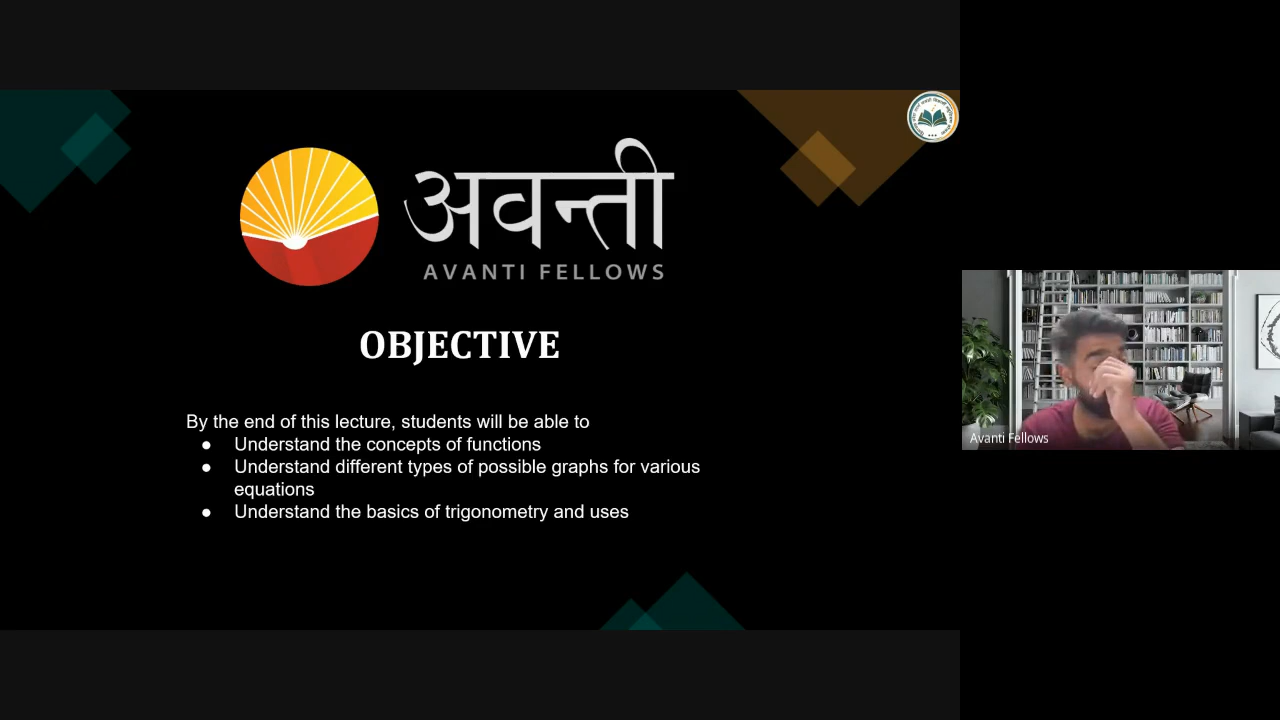 अवन्ती
AVANTI FELLOWS
OBJECTIVE
By the end of this lecture, students will be able to
● Understand the concepts of functions
● Understand different types of possible graphs for various
equations
● Understand the basics of trigonometry and uses
Avanti Fellows